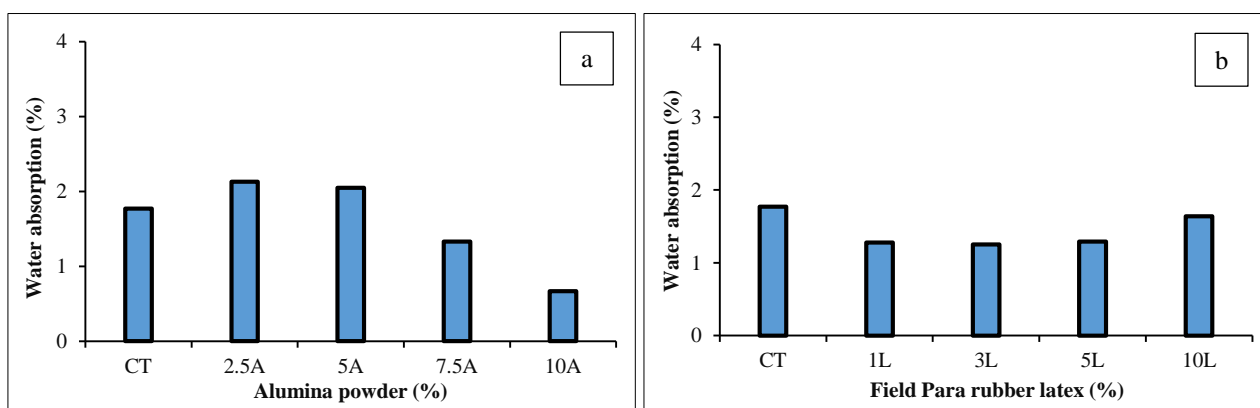 a
Water absorption (%)
4
3
2
1
0
CT 2.5A 5A 7.5A 10A
Alumina powder (%)
b
Water absorption (%)
4
3
2
1
0
CT 1L 3L 5L 10L
Field Para rubber latex (%)